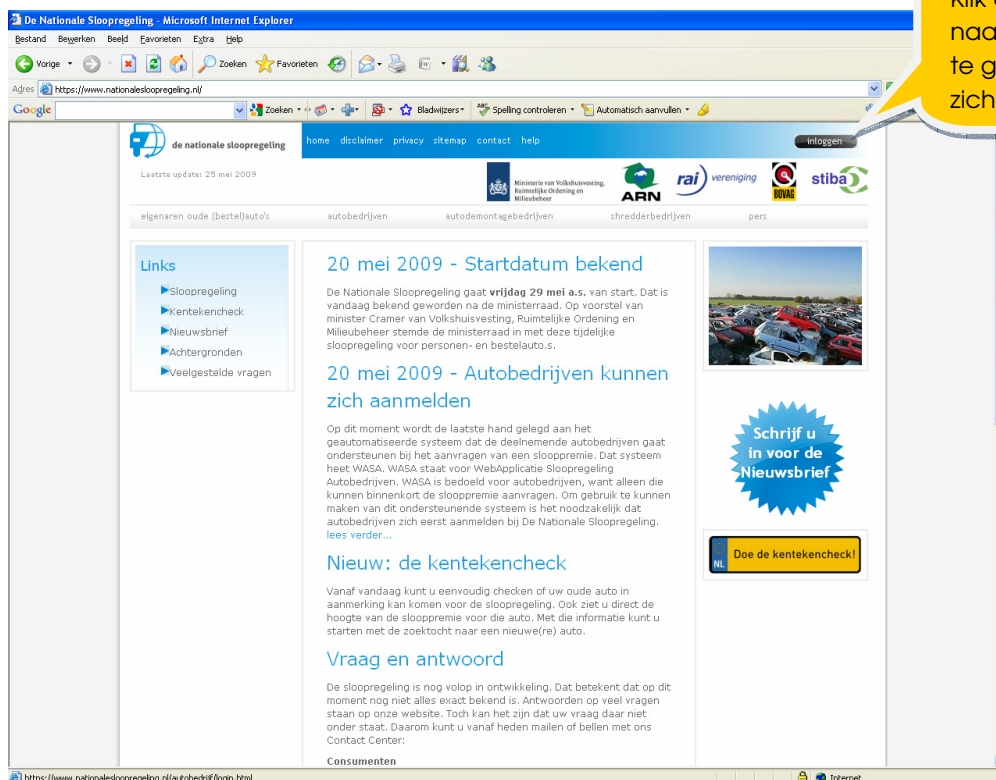 De Nationale Sloopregeling - Microsoft Internet Explorer
Bestand Bewerken Beeld Favorieten Extra Help
Vorige Zoeken Favorieten
Adres https://www.nationalesloopregeling.nl/
Google Zoeken Bladwijzers Spelling controleren Automatisch aanvullen
Klik
naa
te g
zich
de nationale sloopregeling
home disclaimer privacy sitemap contact help
inloggen
Laatste update: 25 mei 2009
Ministerie van Volkshuisvesting,
Ruimtelijke Ordening en
Milieubeheer
ARN
rai vereniging
BOVAG
stiba
eigenaren oude (bestel)auto's autobedrijven autodemontagebedrijven shredderbedrijven pers
Links
Sloopregeling
Kentekencheck
Nieuwsbrief
Achtergronden
Veelgestelde vragen
20 mei 2009 - Startdatum bekend
De Nationale Sloopregeling gaat vrijdag 29 mei a.s. van start. Dat is
vandaag bekend geworden na de ministerraad. Op voorstel van
minister Cramer van Volkshuisvesting, Ruimtelijke Ordening en
Milieubeheer stemde de ministerraad in met deze tijdelijke
sloopregeling voor personen- en bestelauto.s.
20 mei 2009 - Autobedrijven kunnen
zich aanmelden
Op dit moment wordt de laatste hand gelegd aan het
geautomatiseerde systeem dat de deelnemende autobedrijven gaat
ondersteunen bij het aanvragen van een slooppremie. Dat systeem
heet WASA. WASA staat voor WebApplicatie Sloopregeling
Autobedrijven. WASA is bedoeld voor autobedrijven, want alleen die
kunnen binnenkort de slooppremie aanvragen. Om gebruik te kunnen
maken van dit ondersteunende systeem is het noodzakelijk dat
autobedrijven zich eerst aanmelden bij De Nationale Sloopregeling.
lees verder...
Nieuw: de kentekencheck
Vanaf vandaag kunt u eenvoudig checken of uw oude auto in
aanmerking kan komen voor de sloopregeling. Ook ziet u direct de
hoogte van de slooppremie voor die auto. Met die informatie kunt u
starten met de zoektocht naar een nieuwe(re) auto.
Vraag en antwoord
De sloopregeling is nog volop in ontwikkeling. Dat betekent dat op dit
moment nog niet alles exact bekend is. Antwoorden op veel vragen
staan op onze website. Toch kan het zijn dat uw vraag daar niet
onder staat. Daarom kunt u vanaf heden mailen of bellen met ons
Contact Center:
Consumenten
Schrijf u
in voor de
Nieuwsbrief
NL Doe de kentekencheck!
https://www.nationalesloopregeling.nl/autobedrijf/login.html Internet